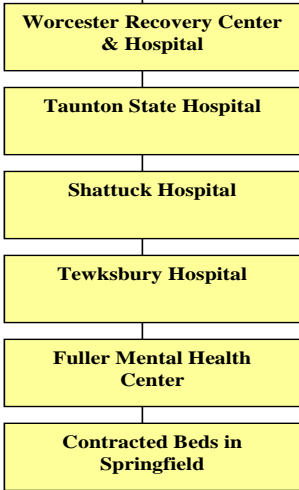 Worcester Recovery Center
& Hospital
Taunton State Hospital
Shattuck Hospital
Tewksbury Hospital
Fuller Mental Health
Center
Contracted Beds in
Springfield